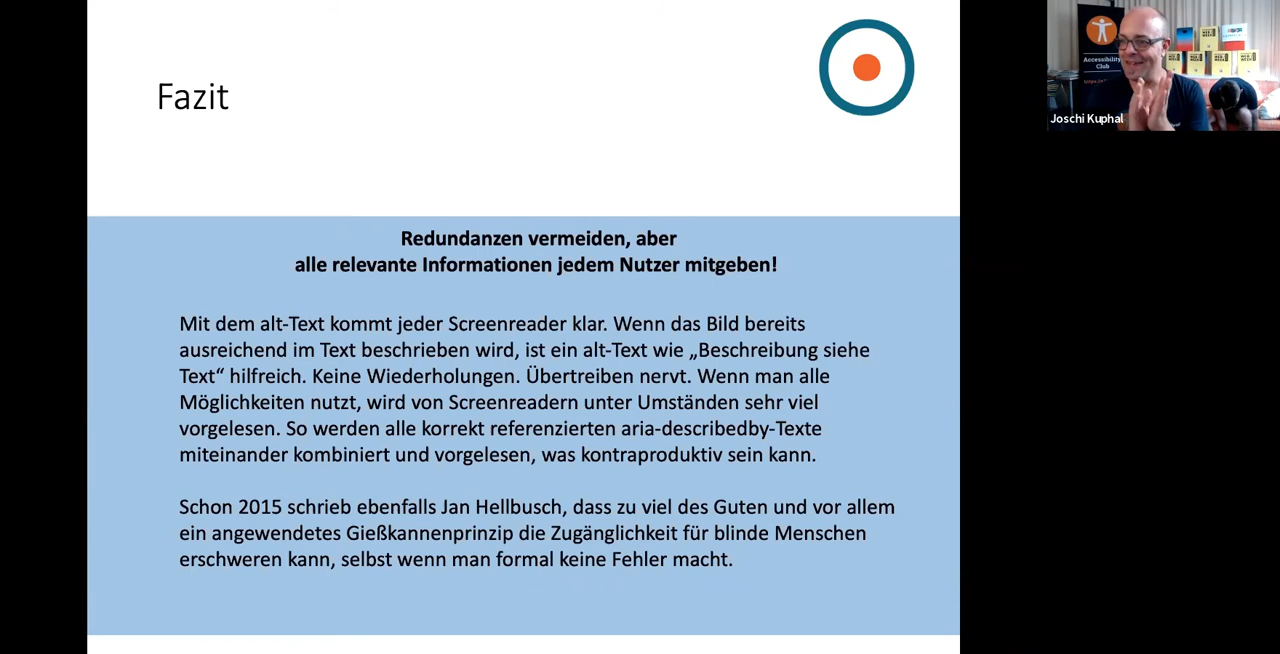 Fazit
Redundanzen vermeiden, aber
alle relevante Informationen jedem Nutzer mitgeben!
Mit dem alt-Text kommt jeder Screenreader klar. Wenn das Bild bereits
ausreichend im Text beschrieben wird, ist ein alt-Text wie „Beschreibung siehe
Text“ hilfreich. Keine Wiederholungen. Übertreiben nervt. Wenn man alle
Möglichkeiten nutzt, wird von Screenreadern unter Umständen sehr viel
vorgelesen. So werden alle korrekt referenzierten aria-describedby-Texte
miteinander kombiniert und vorgelesen, was kontraproduktiv sein kann.
Schon 2015 schrieb ebenfalls Jan Hellbusch, dass zu viel des Guten und vor allem
ein angewendetes Gießkannenprinzip die Zugänglichkeit für blinde Menschen
erschweren kann, selbst wenn man formal keine Fehler macht.
Accessibility
Club
Joschi Kuphal